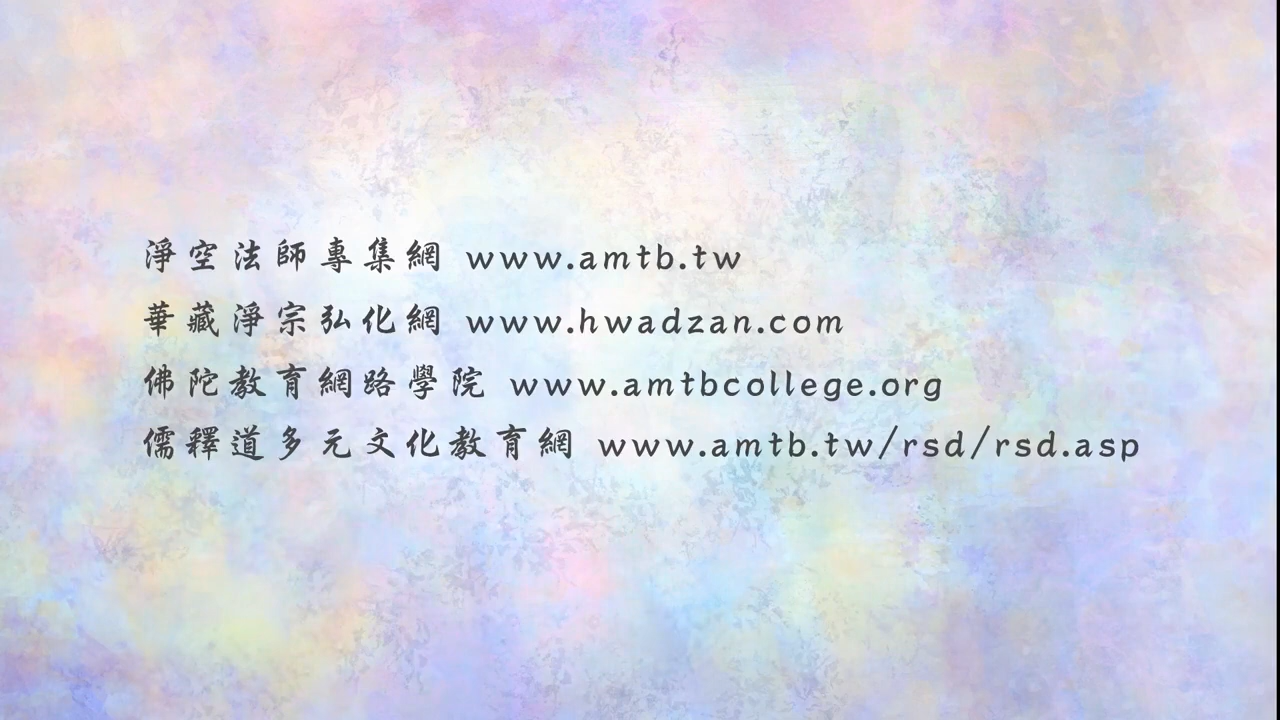 淨空法師專集網 www.amtb.tw
華藏淨宗弘化網 www.hwadzan.com
佛陀教育網路學院 www.amtbcollege.org
儒釋道多元文化教育網 www.amtb.tw/rsd/rsd.asp